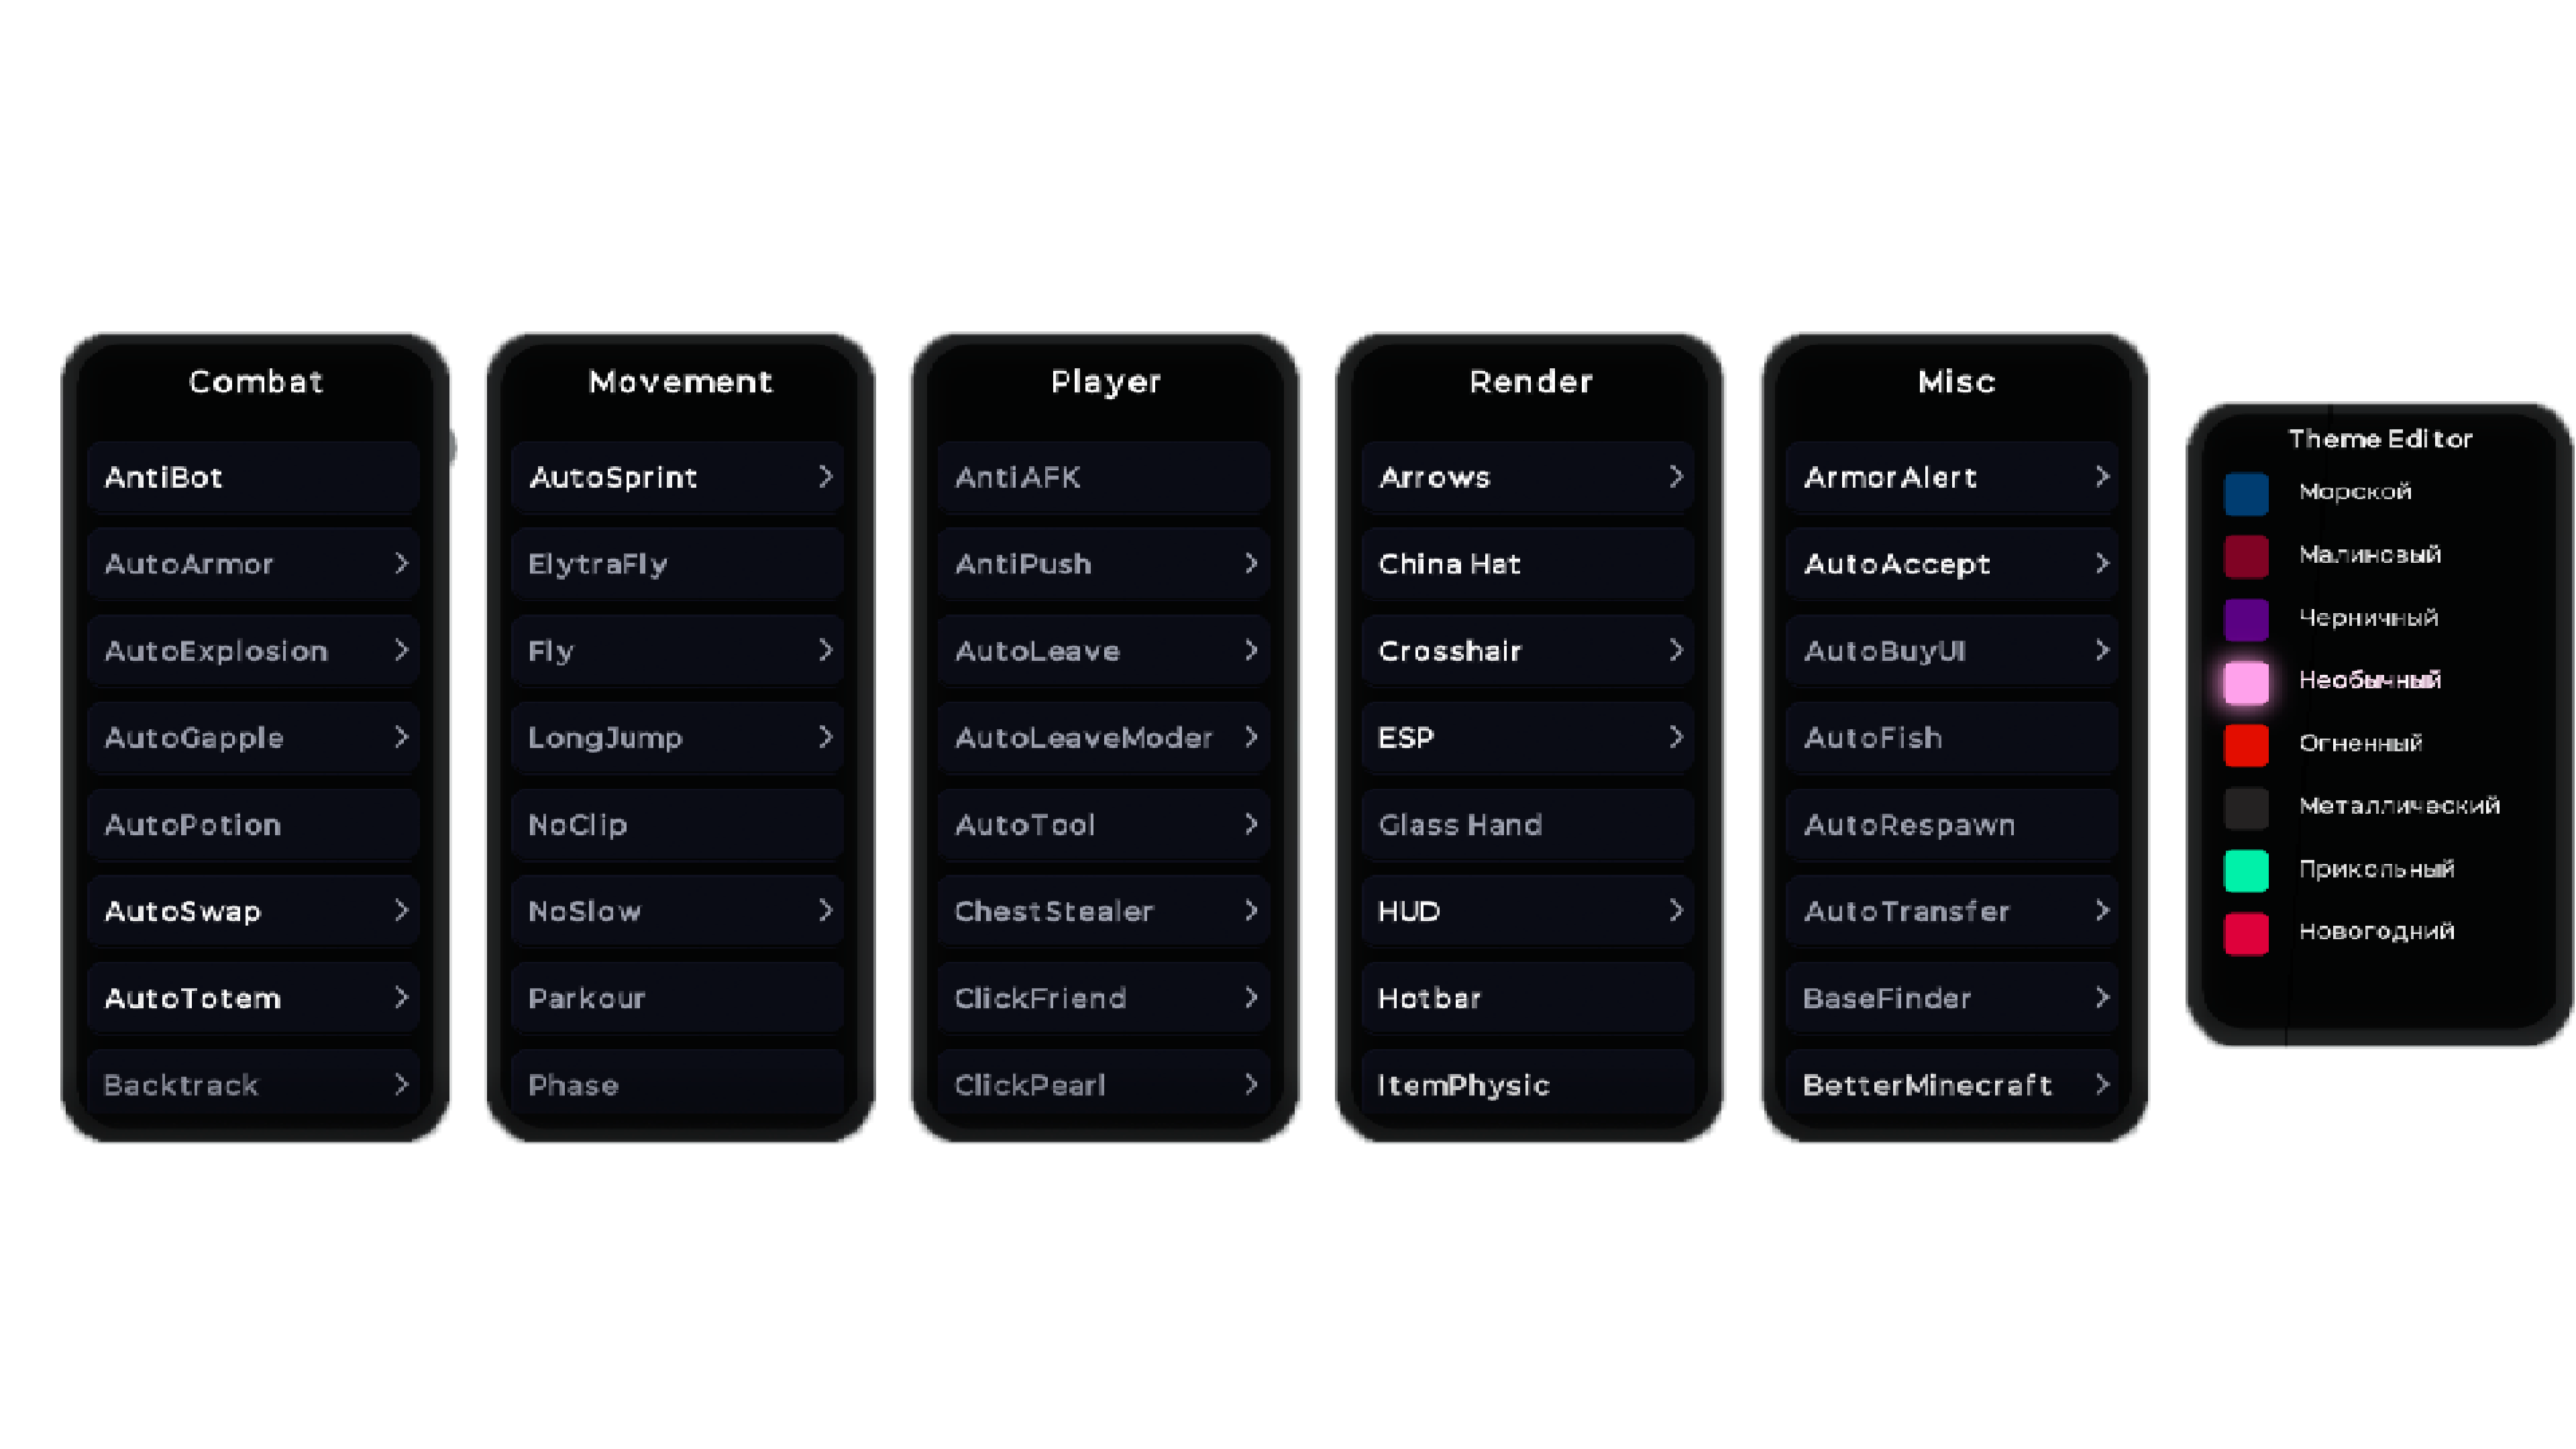 Combat
AntiBot
AutoArmor
AutoExplosion
AutoGapple
AutoPotion
AutoSwap
AutoTotem
Backtrack
Movement
AutoSprint
ElytraFly
Fly
LongJump
NoClip
NoSlow
Parkour
Phase
Player
AntiAFK
AntiPush
AutoLeave
AutoLeaveModer
AutoTool
ChestStealer
ClickFriend
ClickPearl
Render
Arrows
China Hat
Crosshair
ESP
Glass Hand
HUD
Hotbar
ItemPhysic
Misc
ArmorAlert
AutoAccept
AutoBuyUI
AutoFish
AutoRespawn
AutoTransfer
BaseFinder
BetterMinecraft
Theme Editor
Морской
Малиновый
Черничный
Необычный
Огненный
Металлический
Прикольный
Новогодний